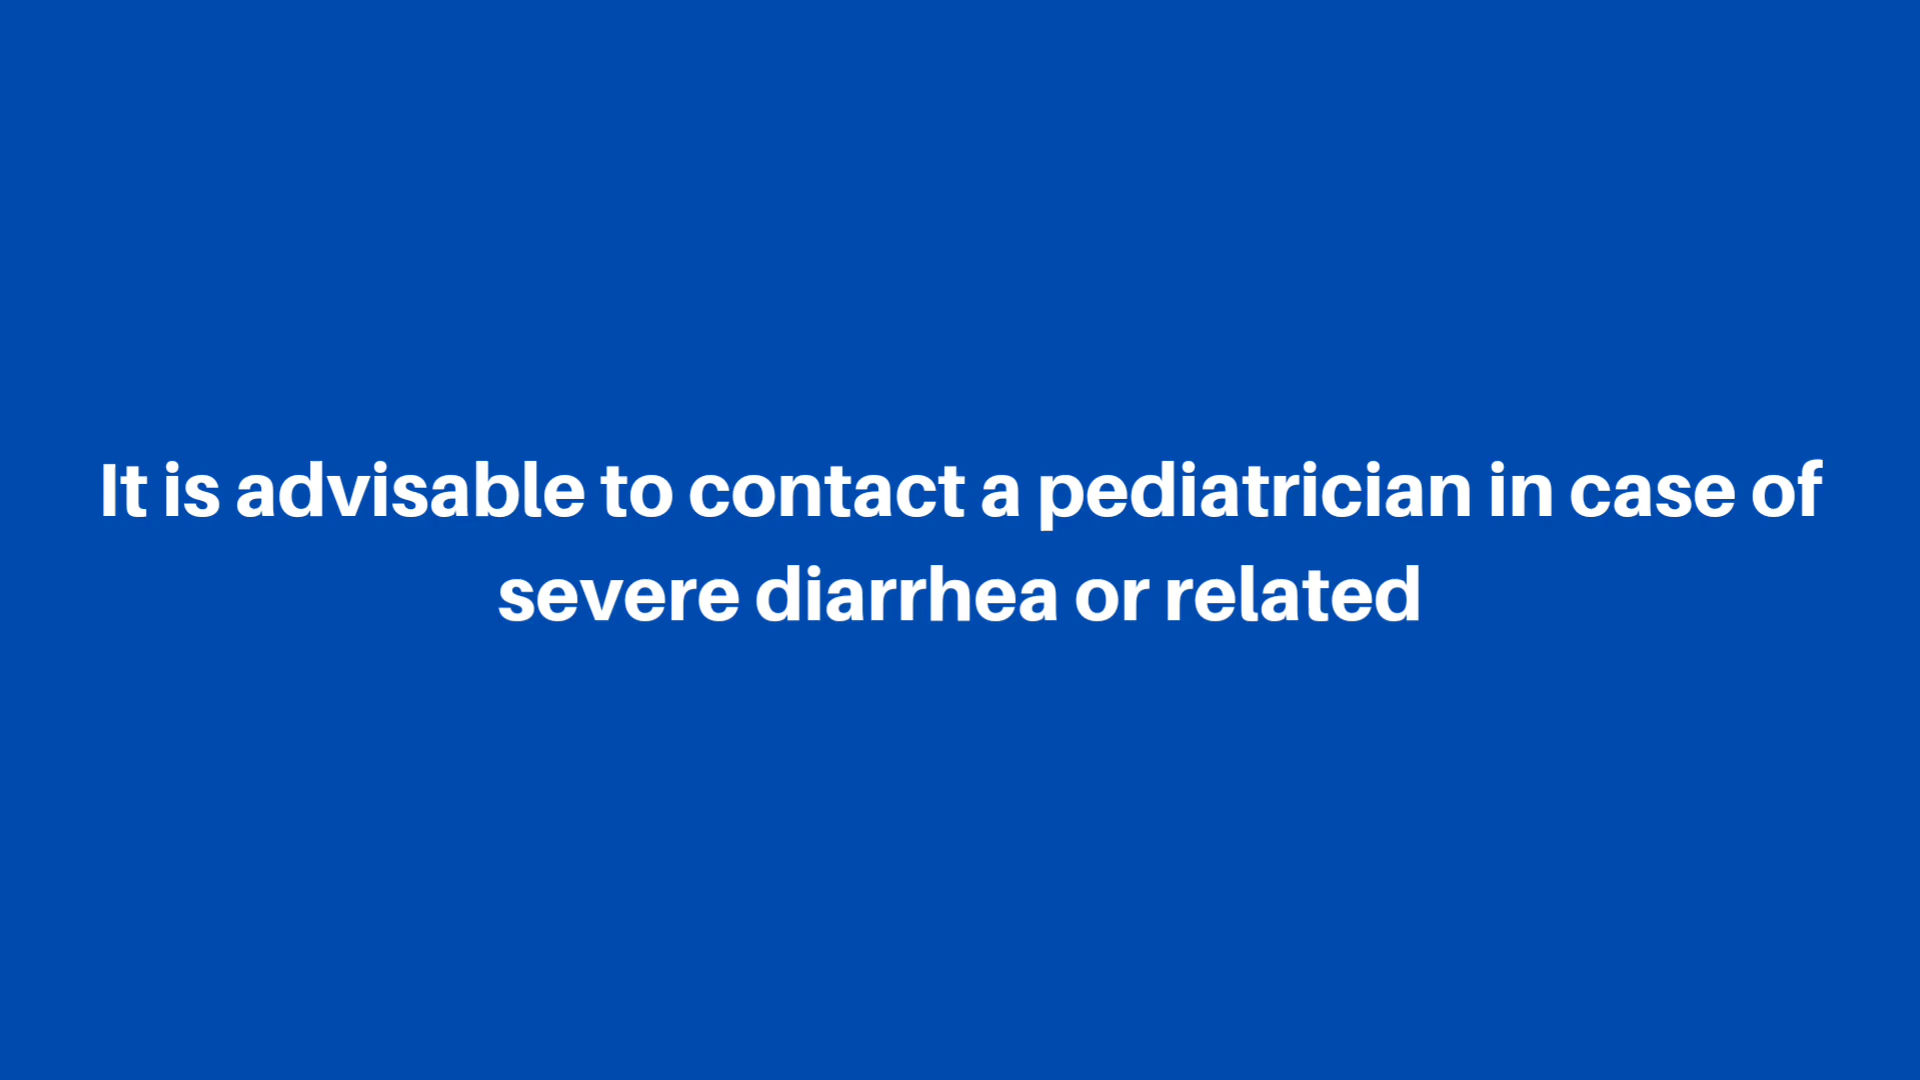 It is advisable to contact a pediatrician in case of
severe diarrhea or related